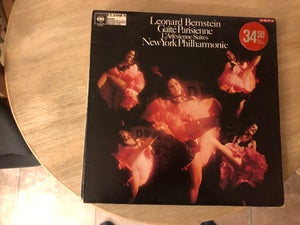 Leonard Bernstein
Gaîté Parisienne
L'Arlésienne Suites
New York Philharmonic
34.50